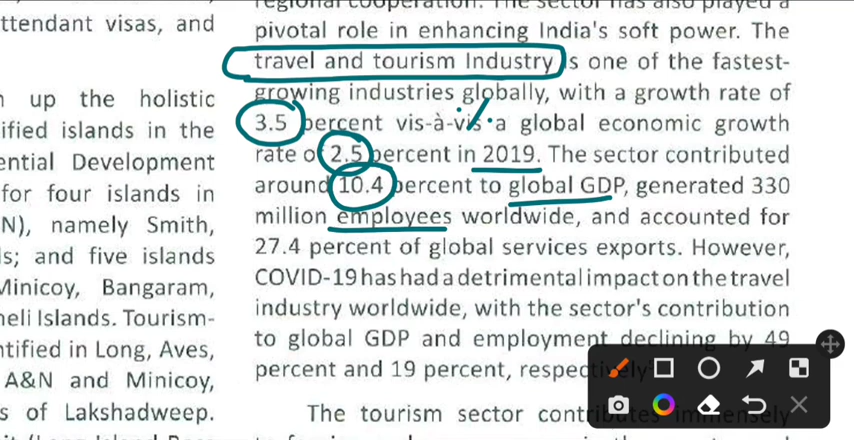 ttendant visas, and
up the holistic
ified islands in the
ential Development
for four islands in
N), namely Smith,
s; and five islands
Minicoy, Bangaram,
neli Islands. Tourism-
ntified in Long, Aves,
A&N and Minicoy,
s of Lakshadweep.
regional cooperation. The sector has also played a
pivotal role in enhancing India's soft power. The
travel and tourism Industry is one of the fastest-
growing industries globally, with a growth rate of
3.5 percent vis-à-vis a global economic growth
rate of 2.5 percent in 2019. The sector contributed
around 10.4 percent to global GDP, generated 330
million employees worldwide, and accounted for
27.4 percent of global services exports. However,
COVID-19 has had a detrimental impact on the travel
industry worldwide, with the sector's contribution
to global GDP and employment declining by 49
percent and 19 percent, respectively
The tourism sector contributes immensely